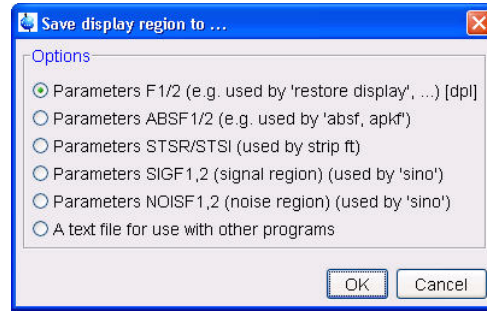 Save display region to ...
Options
Parameters F1/2 (e.g. used by 'restore display', ...) [dpl]
Parameters ABSF1/2 (e.g. used by 'absf, apkf')
Parameters STSR/STSI (used by strip ft)
Parameters SIGF1,2 (signal region) (used by 'sino')
Parameters NOISF1,2 (noise region) (used by 'sino')
A text file for use with other programs
OK Cancel